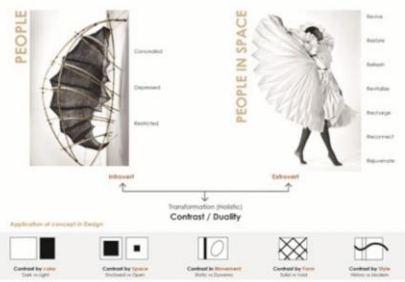 PEOPLE
Concealed
Depressed
Restricted
Introvert
PEOPLE IN SPACE
Revive
Restore
Refresh
Revitalize
Recharge
Reconnect
Rejuvenate
Extrovert
Transformation (Holistic)
Contrast / Duality
Application of concept in Design
Contrast by Color
Dark vs Light
Contrast by Space
Enclosed vs Open
Contrast in Movement
Static vs Dynamic
Contrast by Form
Solid vs Void
Contrast by Style
History vs Modern